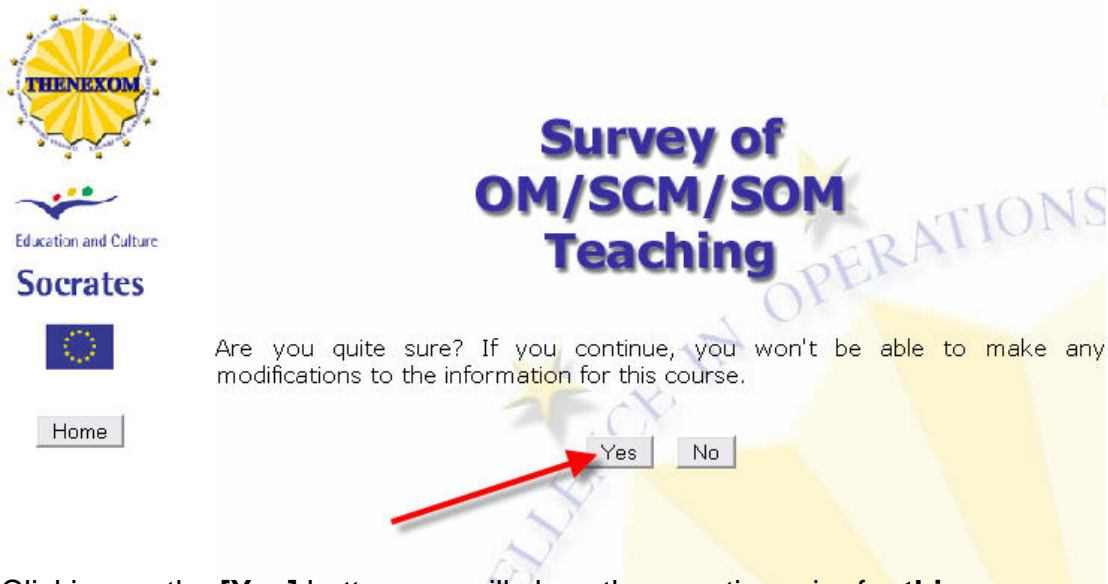 THENEXOM
Education and Culture
Socrates
Home
Survey of
OM/SCM/SOM
Teaching
Are you quite sure? If you continue, you won't be able to make any
modifications to the information for this course.
Yes No
IN OPERATIONS